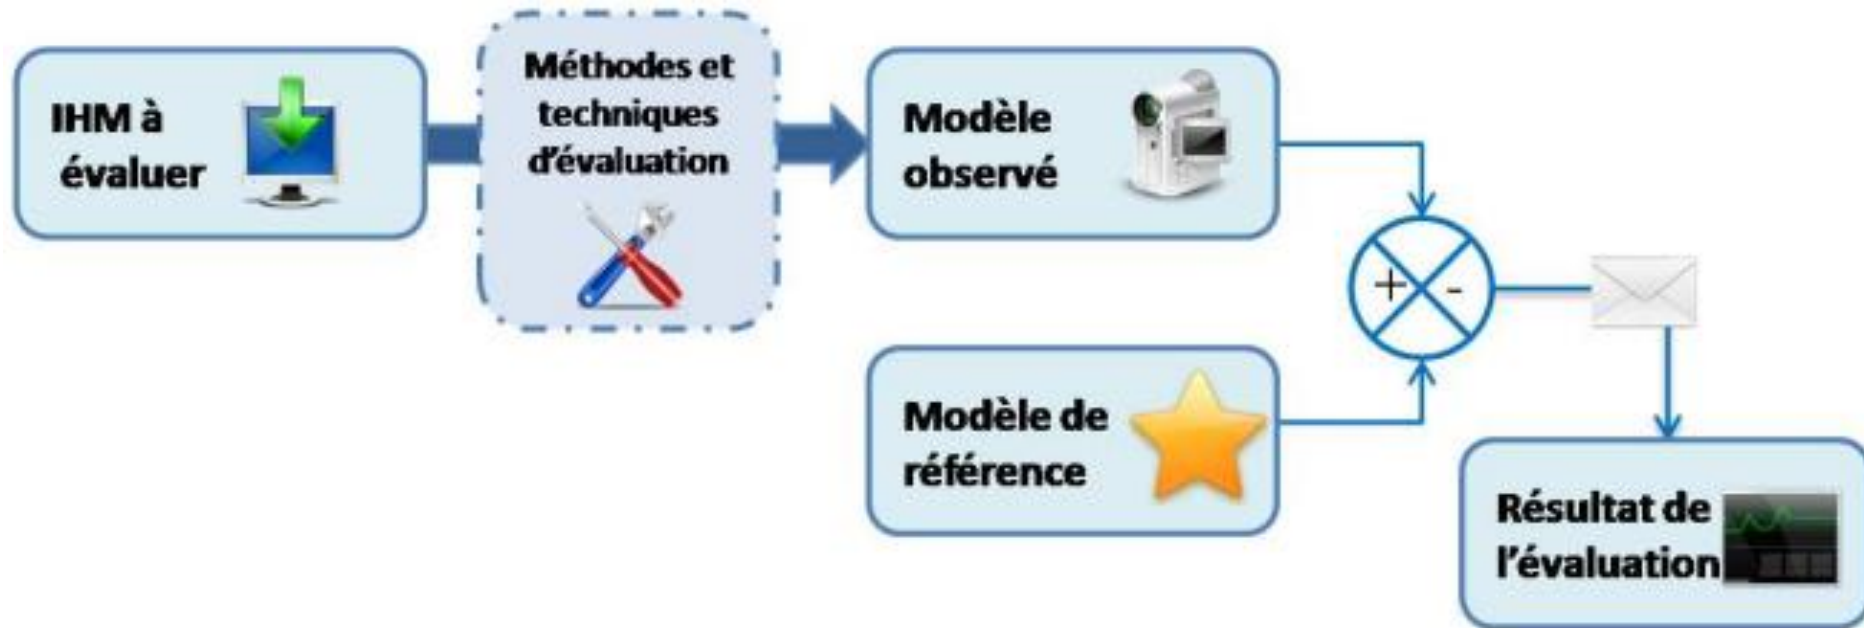 IHM à
évaluer
Méthodes et
techniques
d'évaluation
Modèle
observé
+ -
Modèle de
référence
Résultat de
l'évaluation